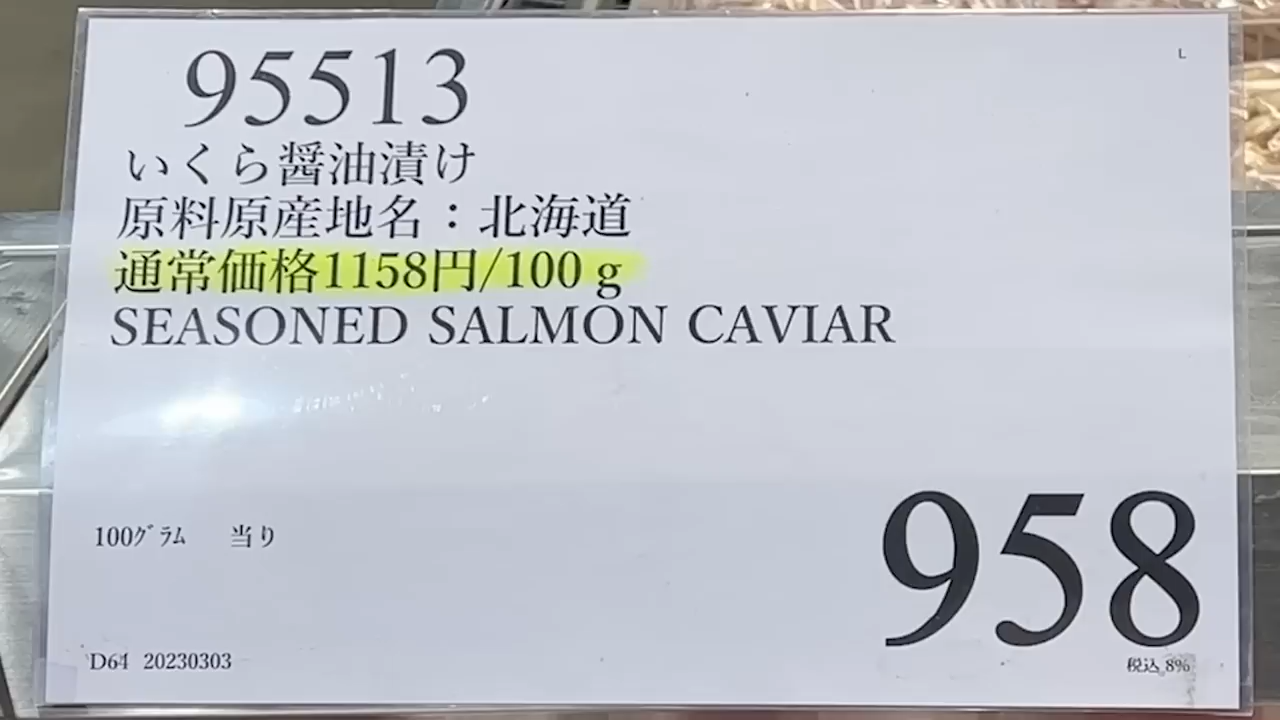 L
95513
いくら醤油漬け
原料原産地名：北海道
通常価格1158円/100ｇ
SEASONED SALMON CAVIAR
100ｸﾞﾗﾑ 当り
958
税込 8%
D64 20230303